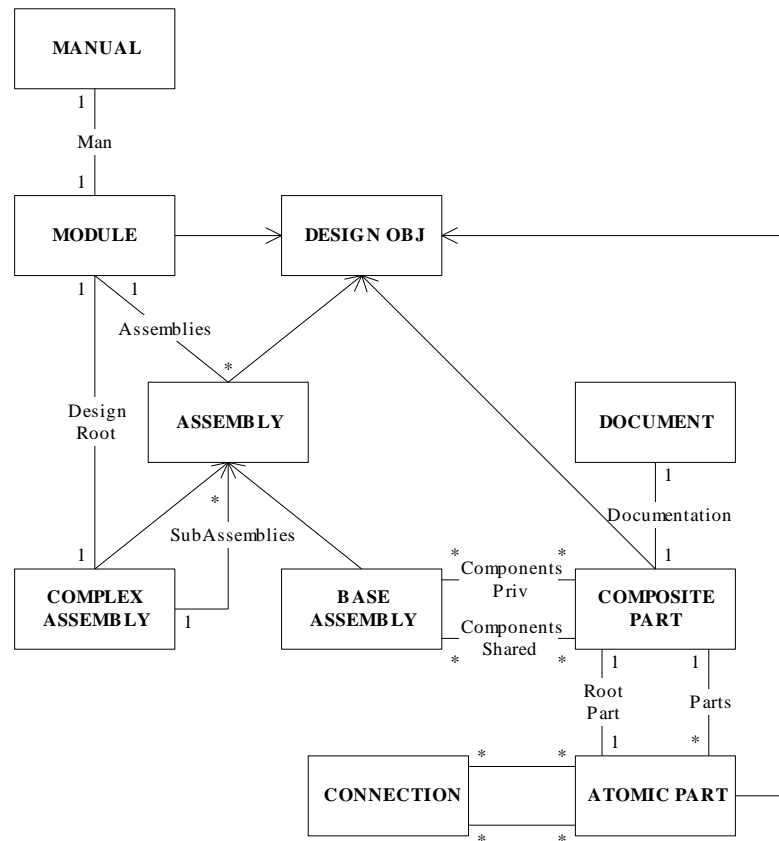 MANUAL
1
Man
1
MODULE
DESIGN OBJ
1
1
Assemblies
*
Design
Root
ASSEMBLY
DOCUMENT
*
1
SubAssemblies
Documentation
1
*
*
1
COMPLEX
ASSEMBLY
1
BASE
ASSEMBLY
Components
Priv
COMPOSITE
PART
Components
Shared
*
*
1
1
Root
Part
Parts
1
*
*
*
CONNECTION
ATOMIC PART
*
*